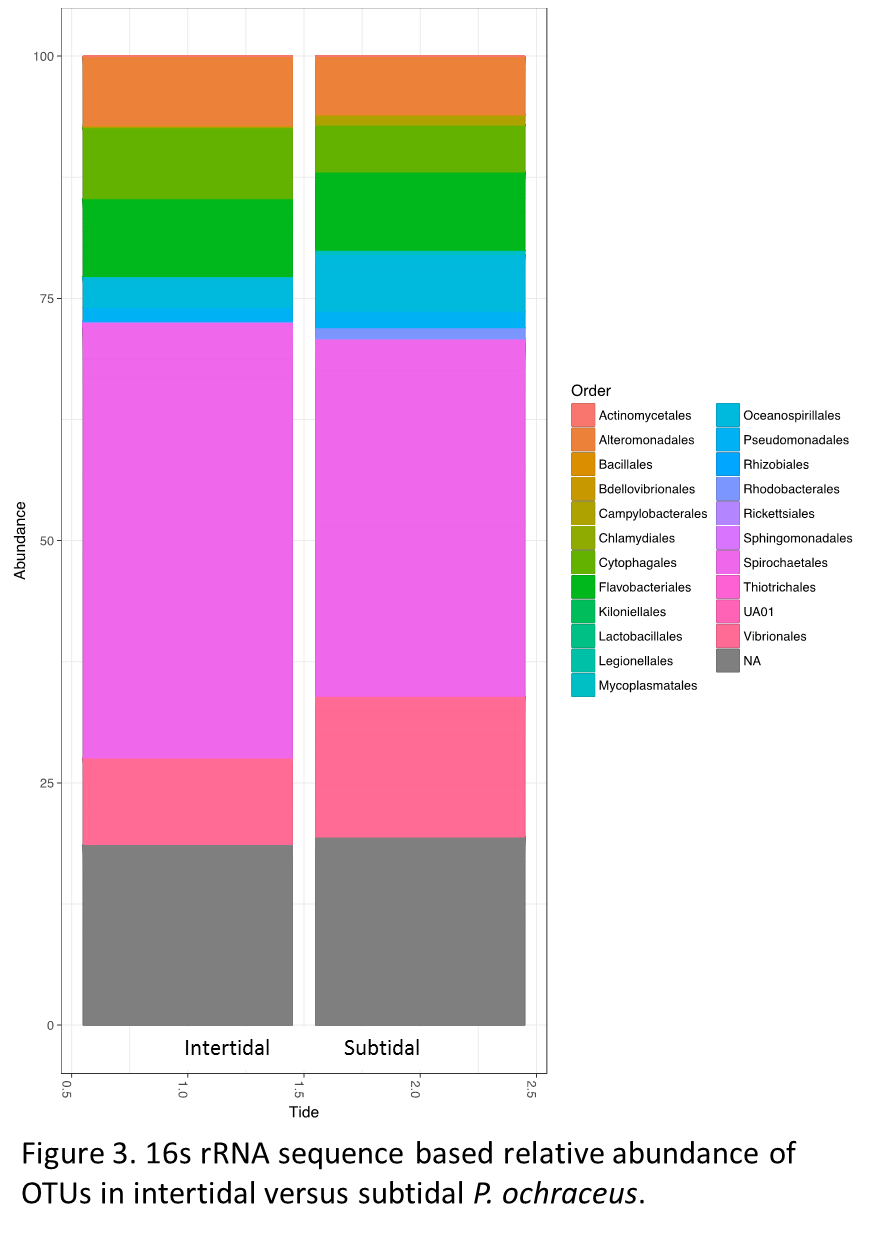 100
75
50
25
0
Abundance
Intertidal
Subtidal
0.5
1.0
1.5
2.0
2.5
Tide
Order
Actinomycetales
Alteromonadales
Bacillales
Bdellovibrionales
Campylobacterales
Chlamydiales
Cytophagales
Flavobacteriales
Kiloniellales
Lactobacillales
Legionellales
Mycoplasmatales
Oceanospirillales
Pseudomonadales
Rhizobiales
Rhodobacterales
Rickettsiales
Sphingomonadales
Spirochaetales
Thiotrichales
UA01
Vibrionales
NA
Figure 3. 16s rRNA sequence based relative abundance of
OTUs in intertidal versus subtidal P. ochraceus.